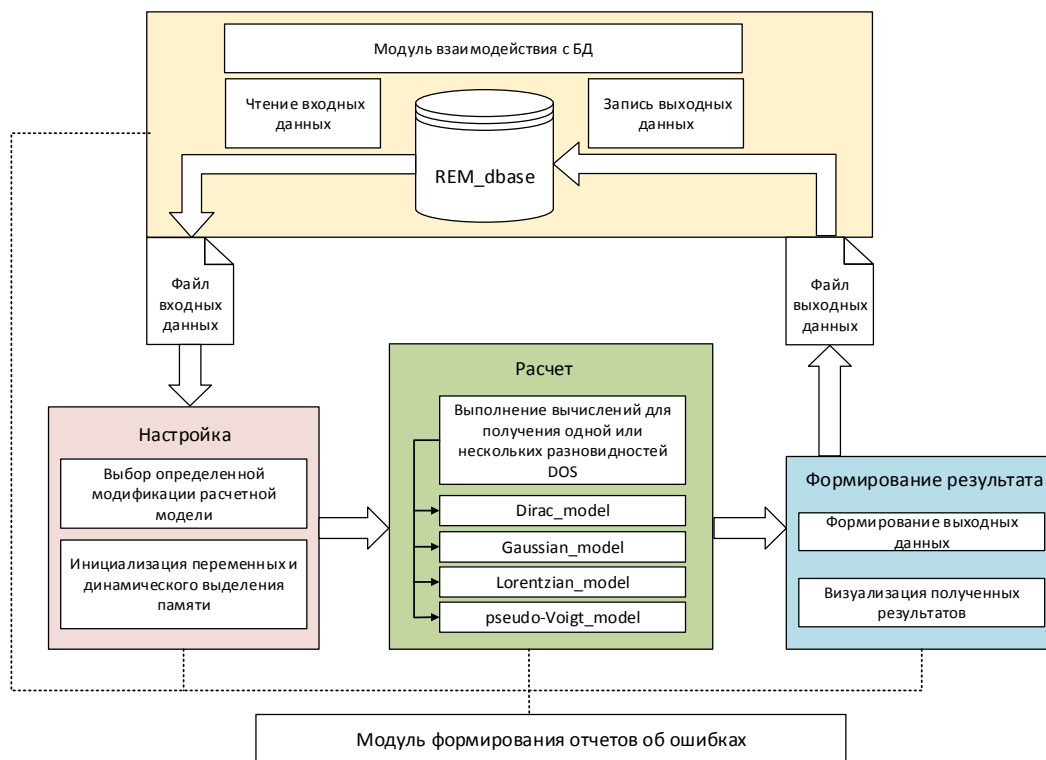 Модуль взаимодействия с БД
Чтение входных
данных
Запись выходных
данных
REM_dbase
Файл
входных
данных
Файл
выходных
данных
Настройка
Выбор определенной
модификации расчетной
модели
Инициализация переменных и
динамического выделения
памяти
Расчет
Выполнение вычислений для
получения одной или
нескольких разновидностей
DOS
Dirac_model
Gaussian_model
Lorentzian_model
pseudo-Voigt_model
Формирование результата
Формирование выходных
данных
Визуализация полученных
результатов
Модуль формирования отчетов об ошибках